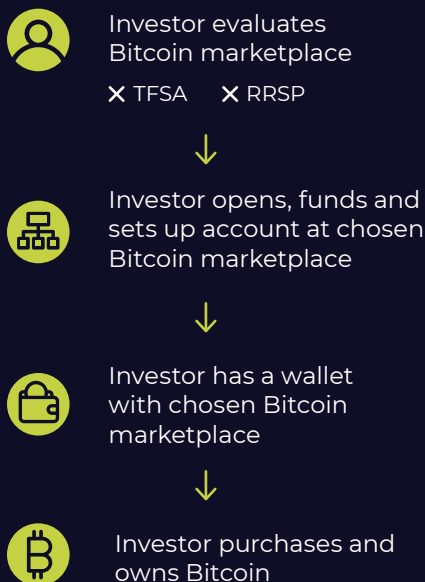 Investor evaluates
Bitcoin marketplace
X TFSA X RRSP
Investor opens, funds and
sets up account at chosen
Bitcoin marketplace
Investor has a wallet
with chosen Bitcoin
marketplace
Investor purchases and
owns Bitcoin